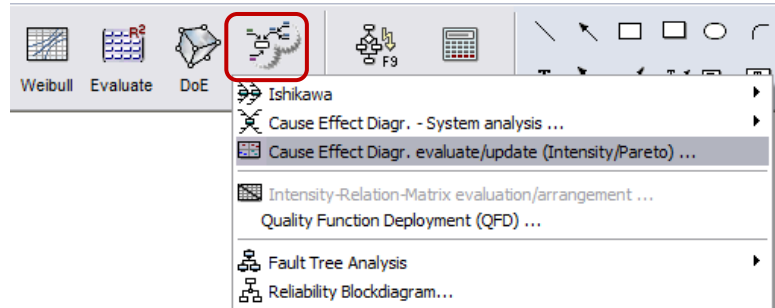 R²
F9
Weibull Evaluate DoE
Ishikawa
Cause Effect Diagr. - System analysis ...
Cause Effect Diagr. evaluate/update (Intensity/Pareto) ...
Intensity-Relation-Matrix evaluation/arrangement ...
Quality Function Deployment (QFD) ...
Fault Tree Analysis
Reliability Blockdiagram...